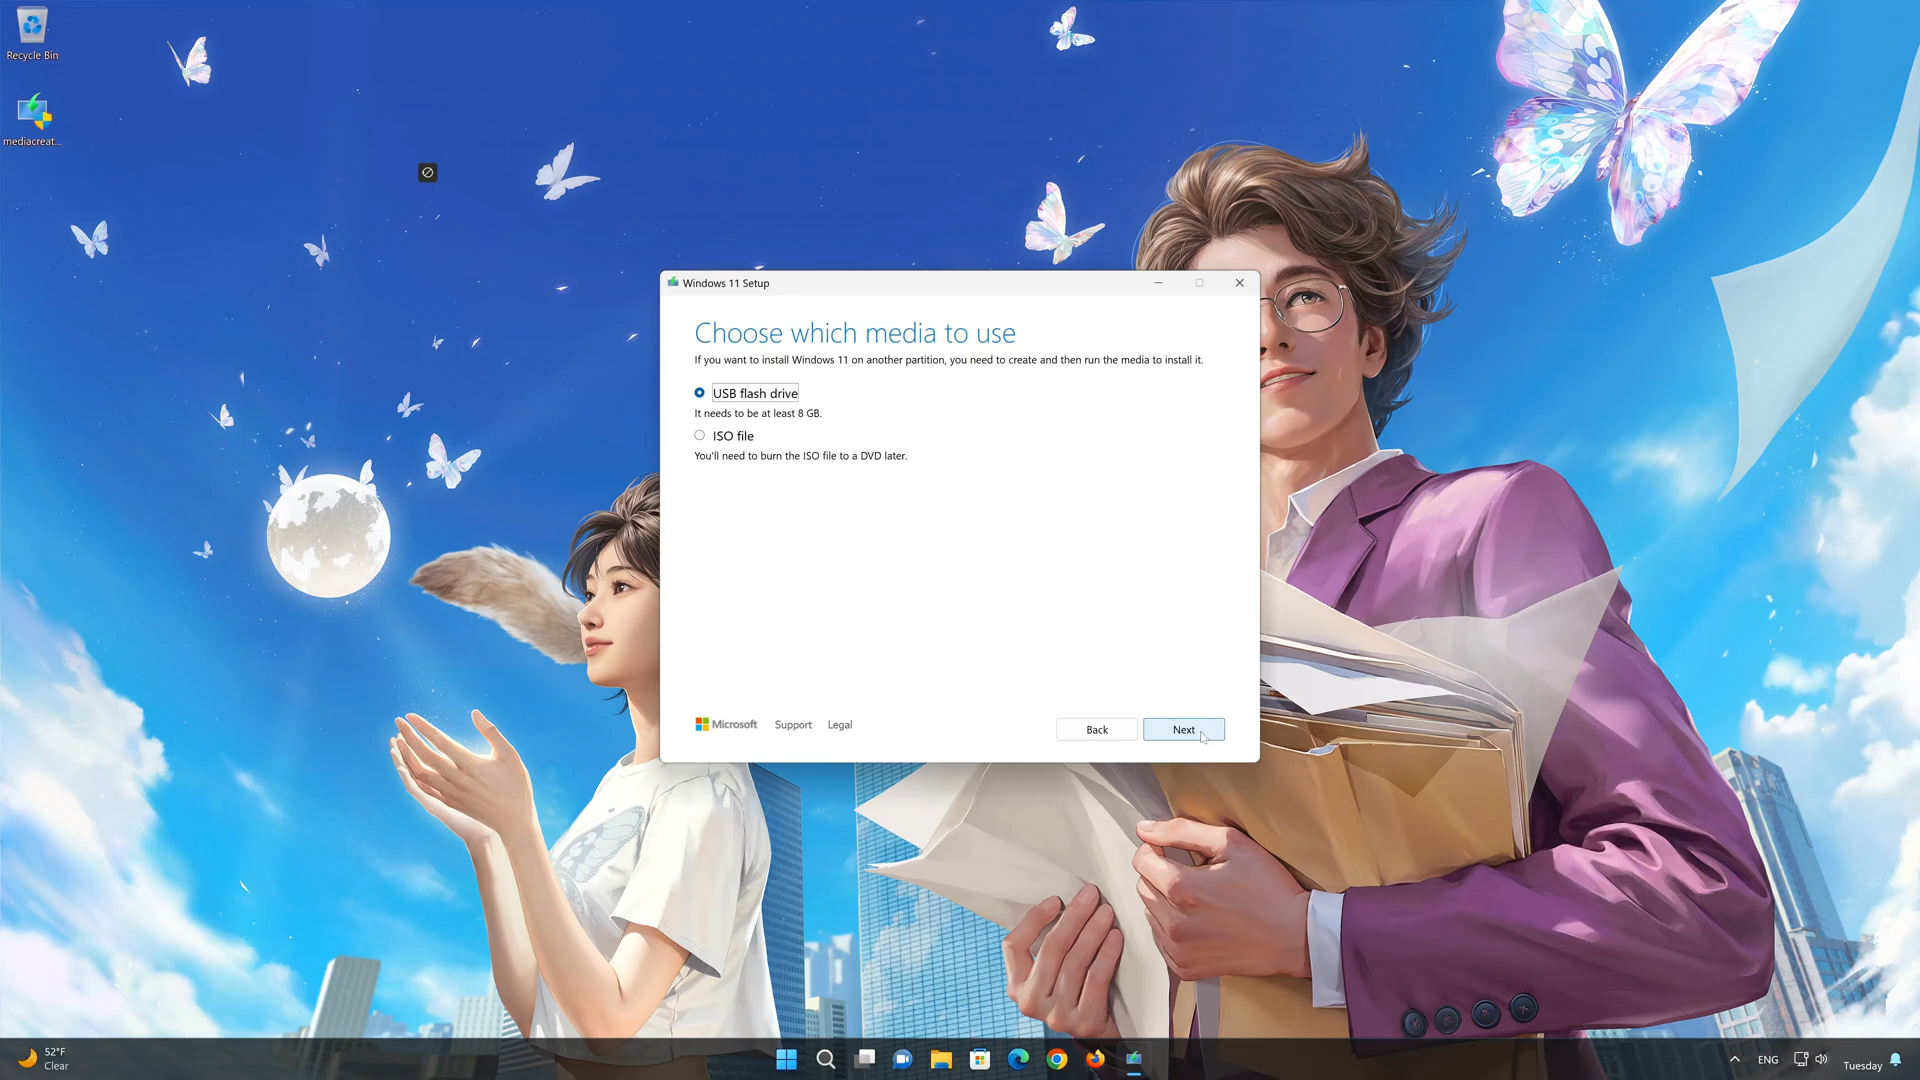 Recycle Bin
mediacreat...
Windows 11 Setup
Choose which media to use
If you want to install Windows 11 on another partition, you need to create and then run the media to install it.
USB flash drive
It needs to be at least 8 GB.
ISO file
You'll need to burn the ISO file to a DVD later.
Microsoft
Support
Legal
Back
Next
52°F
Clear
ENG
Tuesday